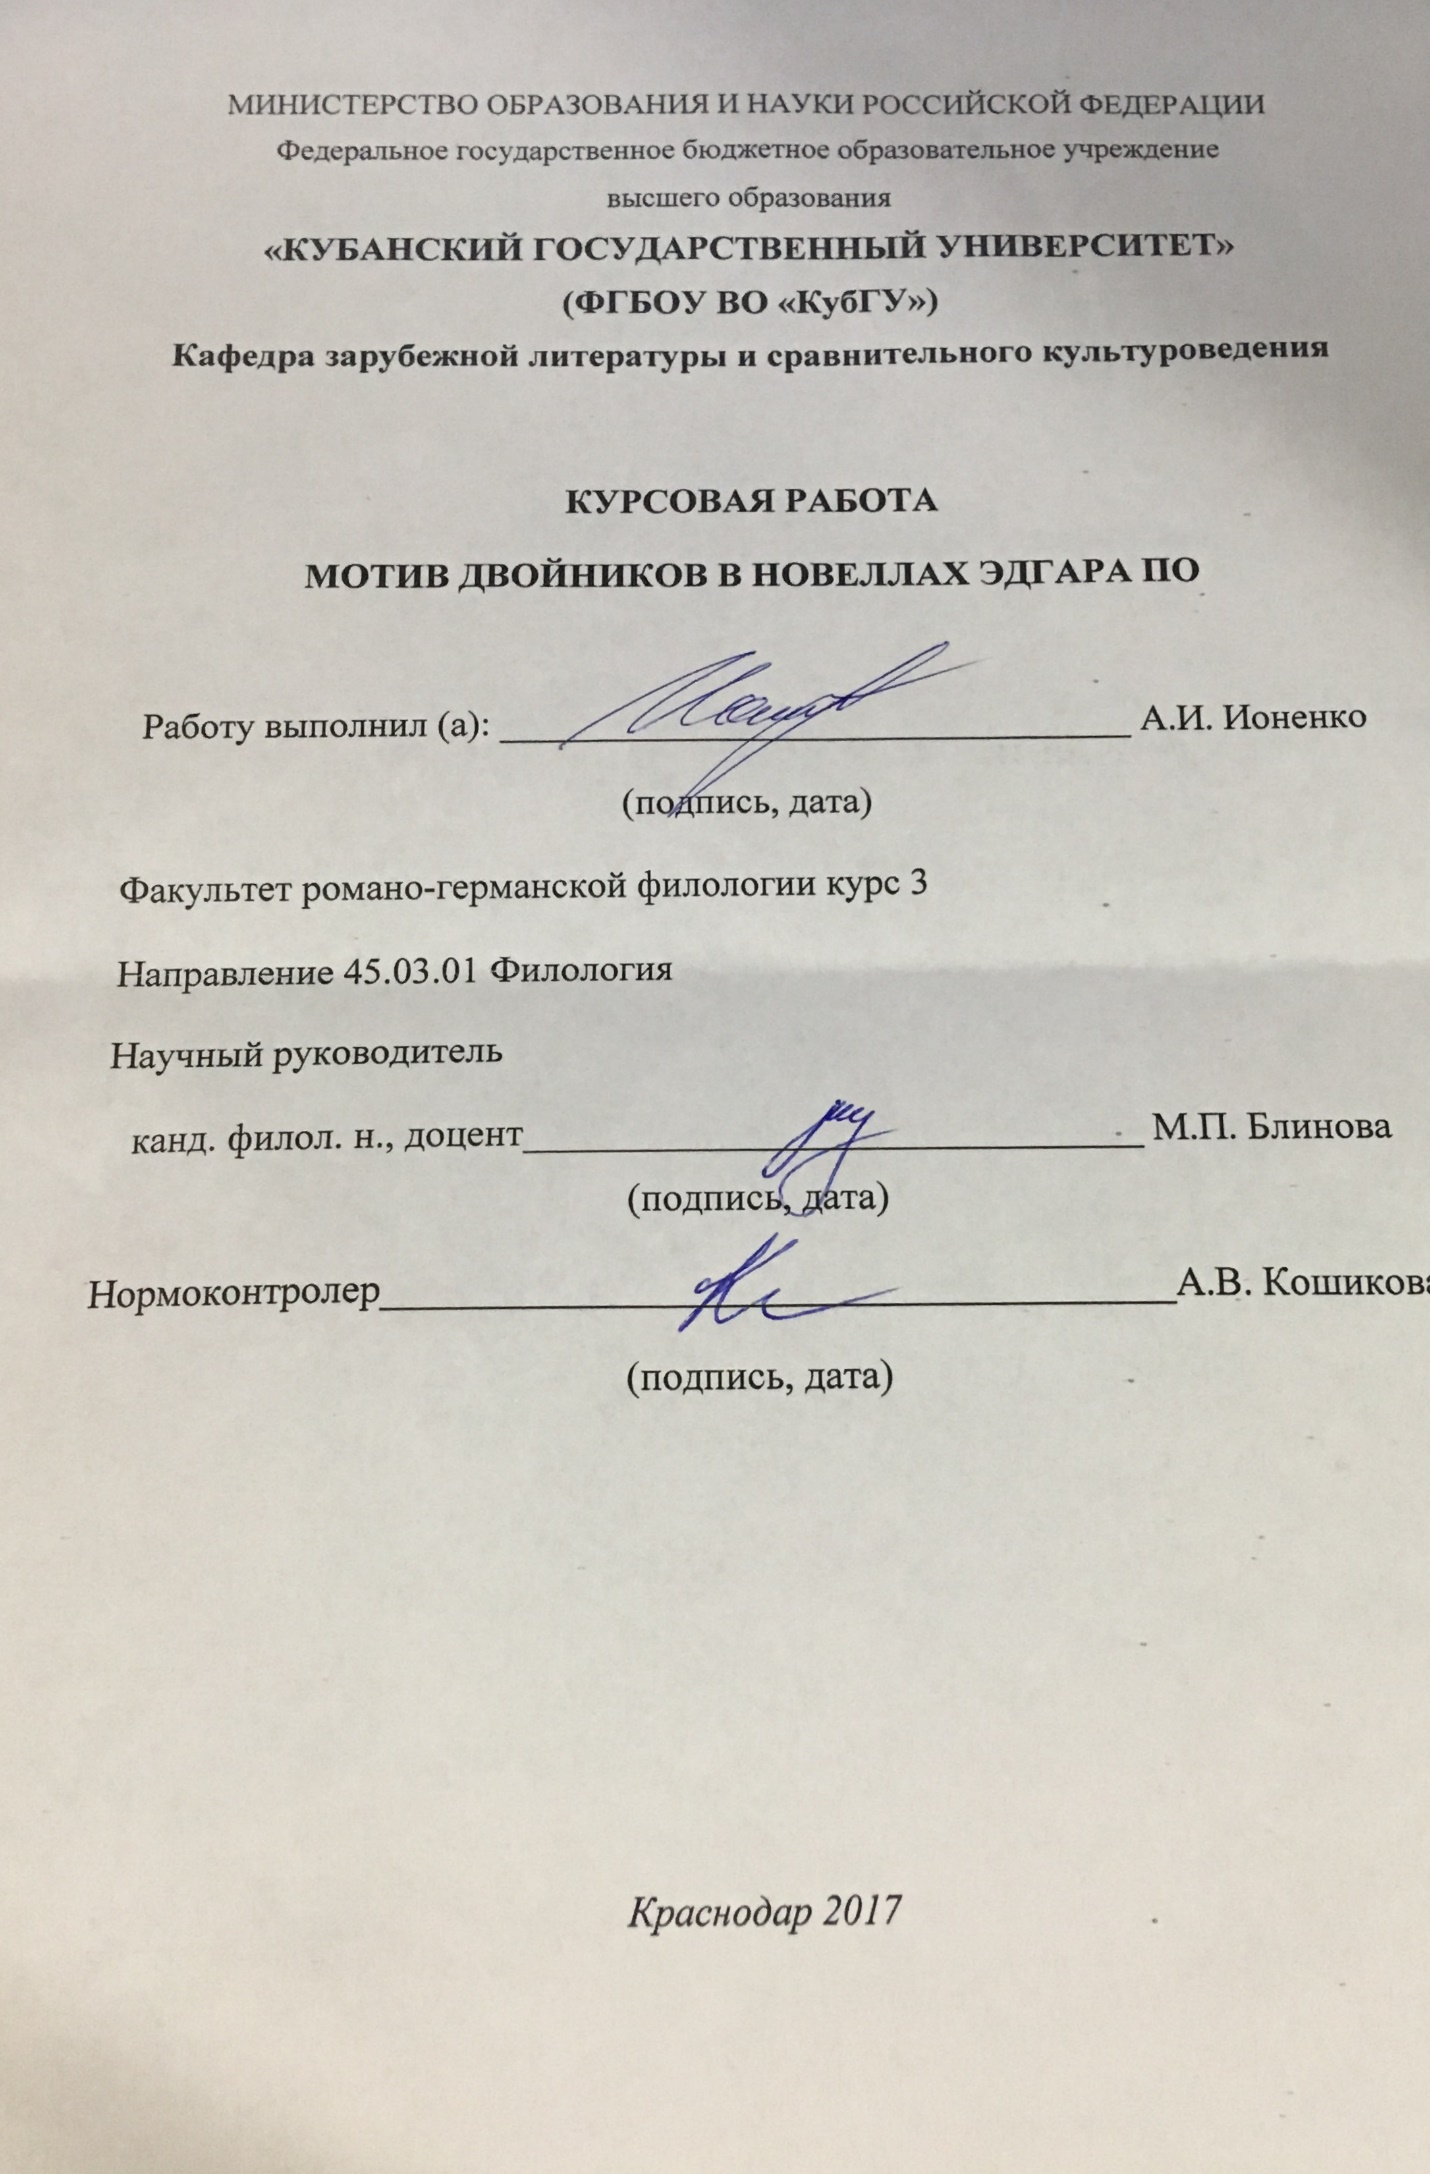 МИНИСТЕРСТВО ОБРАЗОВАНИЯ И НАУКИ РОССИЙСКОЙ ФЕДЕРАЦИИ
Федеральное государственное бюджетное образовательное учреждение
высшего образования
«КУБАНСКИЙ ГОСУДАРСТВЕННЫЙ УНИВЕРСИТЕТ»
(ФГБОУ ВО «КубГУ»)
Кафедра зарубежной литературы и сравнительного культуроведения
КУРСОВАЯ РАБОТА
МОТИВ ДВОЙНИКОВ В НОВЕЛЛАХ ЭДГАРА ПО
Работу выполнил (а): А.И. Ионенко
(подпись, дата)
Факультет романо-германской филологии курс 3
Направление 45.03.01 Филология
Научный руководитель
канд. филол. н., доцент М.П. Блинова
(подпись, дата)
Нормоконтролер А.В. Кошикова
(подпись, дата)
Краснодар 2017